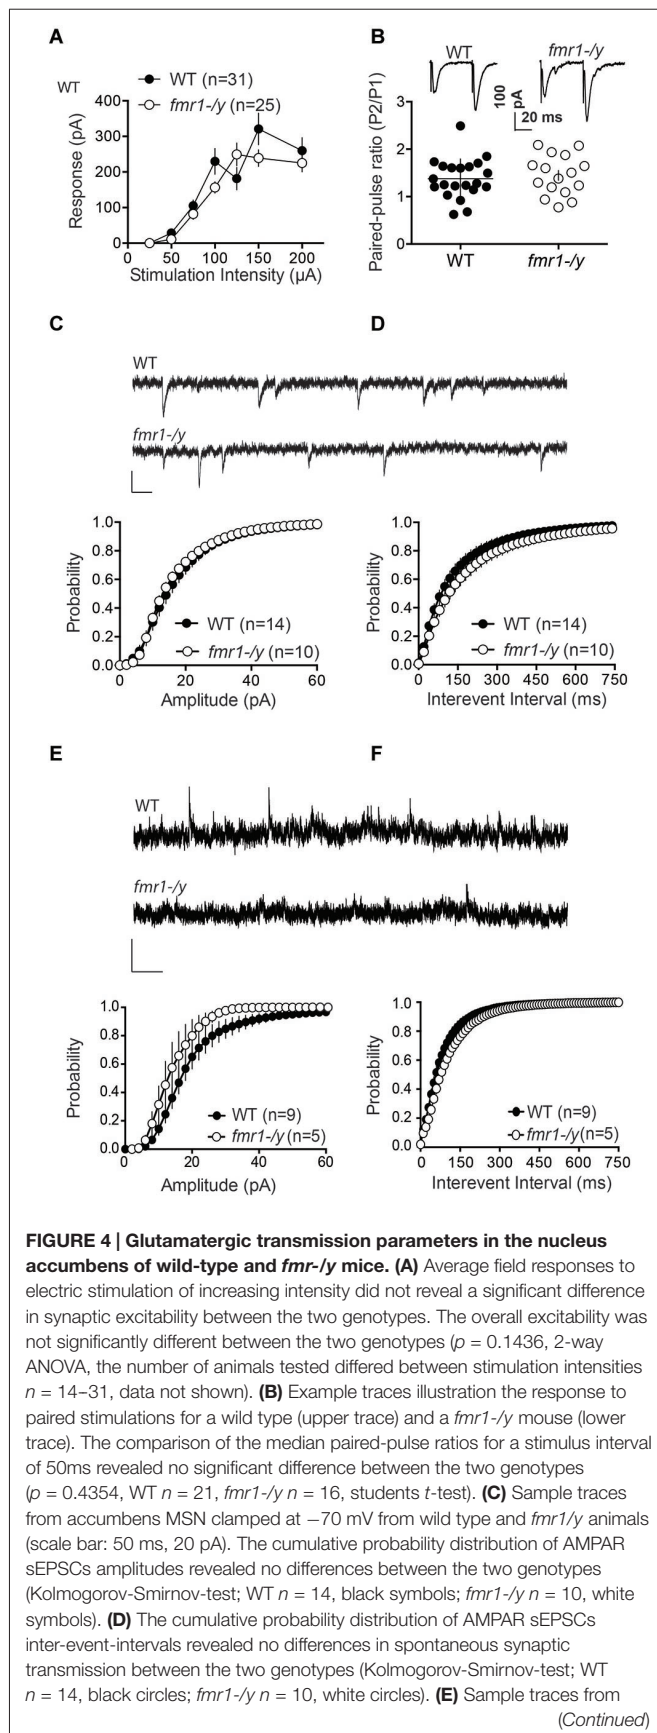 A
WT
WT (n=31)
fmr1-/y (n=25)
400
300
200
100
0
Response (pA)
0 50 100 150 200
Stimulation Intensity (µA)
B
WT
fmr1-/y
100 pA
20 ms
3
2
1
0
Paired-pulse ratio (P2/P1)
WT
fmr1-/y
C
D
WT
fmr1-/y
1.0
0.8
0.6
0.4
0.2
0.0
Probability
WT (n=14)
fmr1-/y (n=10)
0 20 40 60
Amplitude (pA)
1.0
0.8
0.6
0.4
0.2
0.0
Probability
WT (n=14)
fmr1-/y (n=10)
0 150 300 450 600 750
Interevent Interval (ms)
E
F
WT
fmr1-/y
1.0
0.8
0.6
0.4
0.2
0.0
Probability
WT (n=9)
fmr1-/y (n=5)
0 20 40 60
Amplitude (pA)
1.0
0.8
0.6
0.4
0.2
0.0
Probability
WT (n=9)
fmr1-/y(n=5)
0 150 300 450 600 750
Interevent Interval (ms)
FIGURE 4 | Glutamatergic transmission parameters in the nucleus
accumbens of wild-type and fmr-/y mice. (A) Average field responses to
electric stimulation of increasing intensity did not reveal a significant difference
in synaptic excitability between the two genotypes. The overall excitability was
not significantly different between the two genotypes (p = 0.1436, 2-way
ANOVA, the number of animals tested differed between stimulation intensities
n = 14–31, data not shown). (B) Example traces illustration the response to
paired stimulations for a wild type (upper trace) and a fmr1-/y mouse (lower
trace). The comparison of the median paired-pulse ratios for a stimulus interval
of 50ms revealed no significant difference between the two genotypes
(p = 0.4354, WT n = 21, fmr1-/y n = 16, students t-test). (C) Sample traces
from accumbens MSN clamped at −70 mV from wild type and fmr1/y animals
(scale bar: 50 ms, 20 pA). The cumulative probability distribution of AMPAR
sEPSCs amplitudes revealed no differences between the two genotypes
(Kolmogorov-Smirnov-test; WT n = 14, black symbols; fmr1-/y n = 10, white
symbols). (D) The cumulative probability distribution of AMPAR sEPSCs
inter-event-intervals revealed no differences in spontaneous synaptic
transmission between the two genotypes (Kolmogorov-Smirnov-test; WT
n = 14, black circles; fmr1-/y n = 10, white circles). (E) Sample traces from
(Continued)